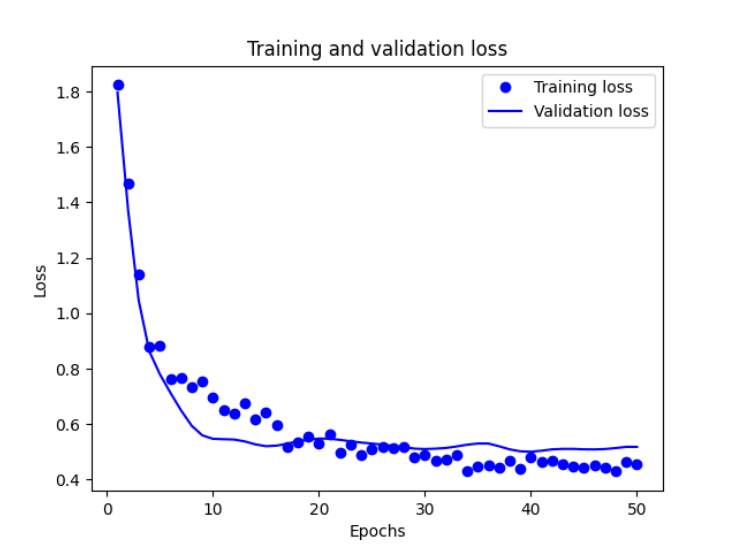 Training and validation loss
Training loss
Validation loss
1.8
1.6
1.4
1.2
1.0
0.8
0.6
0.4
Loss
0 10 20 30 40 50
Epochs